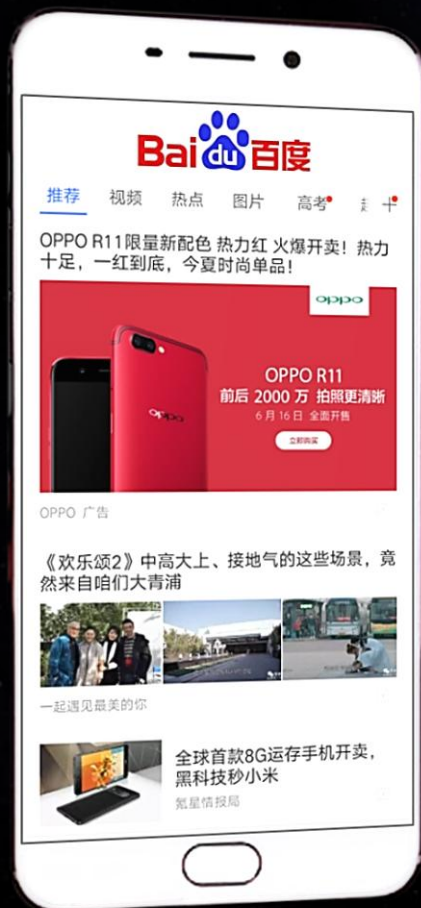 Bai du 百度
推荐 视频 热点 图片 高考
OPPO R11限量新配色 热力红 火爆开卖！热力
十足，一红到底，今夏时尚单品！
oppo
oppo
OPPO R11
前后 2000 万 拍照更清晰
6 月 16 日 全面开售
立即购买
OPPO 广告
《欢乐颂2》中高大上、接地气的这些场景，竟
然来自咱们大青浦
一起遇见最美的你
全球首款8G运存手机开卖，
黑科技秒小米
氪星情报局